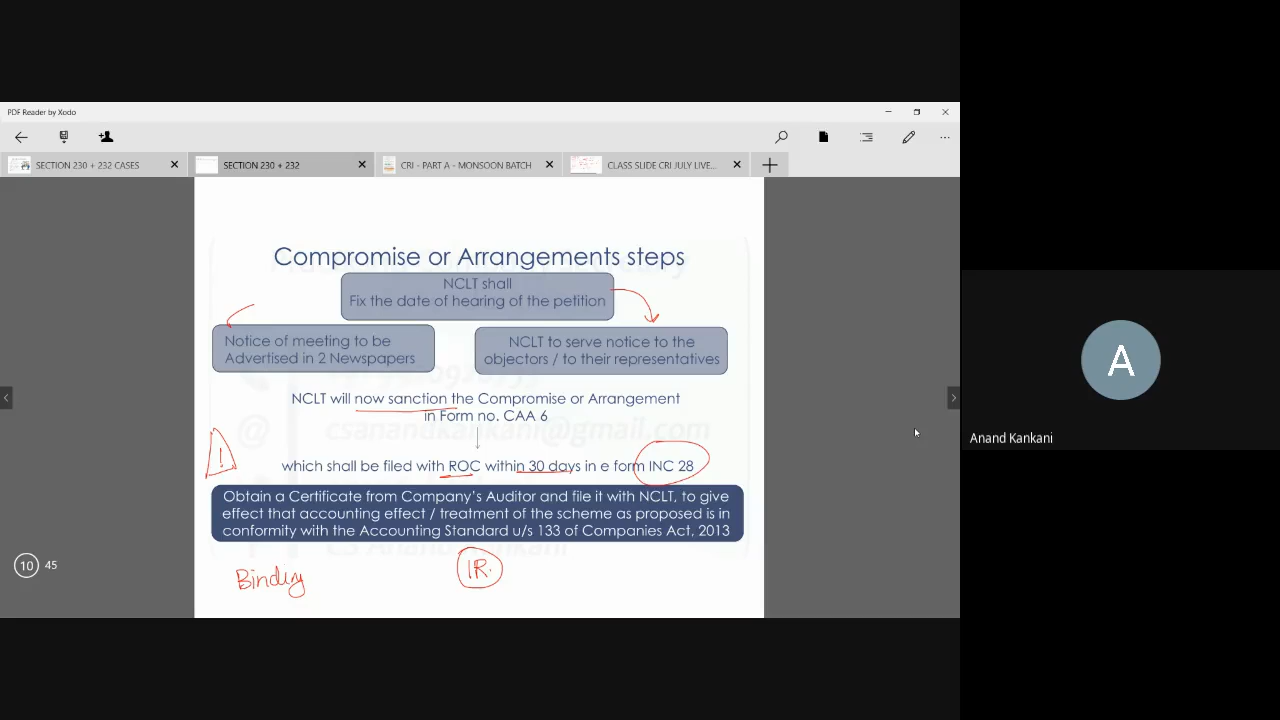 PDF Reader by Xodo
SECTION 230 + 232 CASES
SECTION 230 + 232
CRI - PART A - MONSOON BATCH
CLASS SLIDE CRI JULY LIVE...
Compromise or Arrangements steps
NCLT shall
Fix the date of hearing of the petition
Notice of meeting to be
Advertised in 2 Newspapers
NCLT to serve notice to the
objectors / to their representatives
NCLT will now sanction the Compromise or Arrangement
in Form no. CAA 6
csanandkankani@gmail.com
!
which shall be filed with ROC within 30 days in e form INC 28
Obtain a Certificate from Company's Auditor and file it with NCLT, to give
effect that accounting effect / treatment of the scheme as proposed is in
conformity with the Accounting Standard u/s 133 of Companies Act, 2013
CS Anand Kankani
10 45
Binding
IR.
A
Anand Kankani